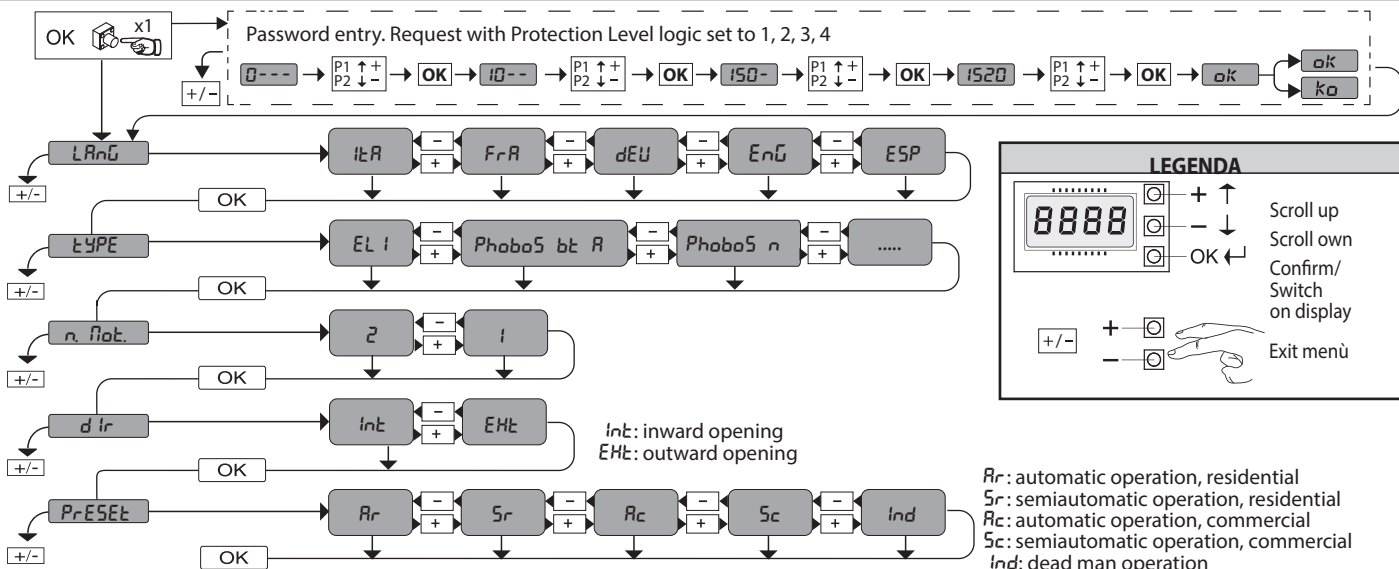 OK x1
Password entry. Request with Protection Level logic set to 1, 2, 3, 4
+/-
0--- P1 ↑ + P2 ↓ - OK 10-- P1 ↑ + P2 ↓ - OK 150- P1 ↑ + P2 ↓ - OK 1520 P1 ↑ + P2 ↓ - OK ok ok
ko
LAnG ItA - + FrA - + dEU - + EnG - + ESP
+/-
OK
tYPE EL I - + PhoboS bt A - + PhoboS n - + .....
+/-
OK
n. Mot. 2 - + 1
+/-
OK
dIr Int - + EHt
+/-
Int: inward opening
EHt: outward opening
OK
PrESEt Ar - + Sr - + Ac - + Sc - + Ind
+/-
OK
Ar: automatic operation, residential
Sr: semiautomatic operation, residential
Ac: automatic operation, commercial
Sc: semiautomatic operation, commercial
Ind: dead man operation
LEGENDA
8888
+ ↑ Scroll up
- ↓ Scroll own
OK ↵ Confirm/
Switch
on display
+/- + - Exit menù